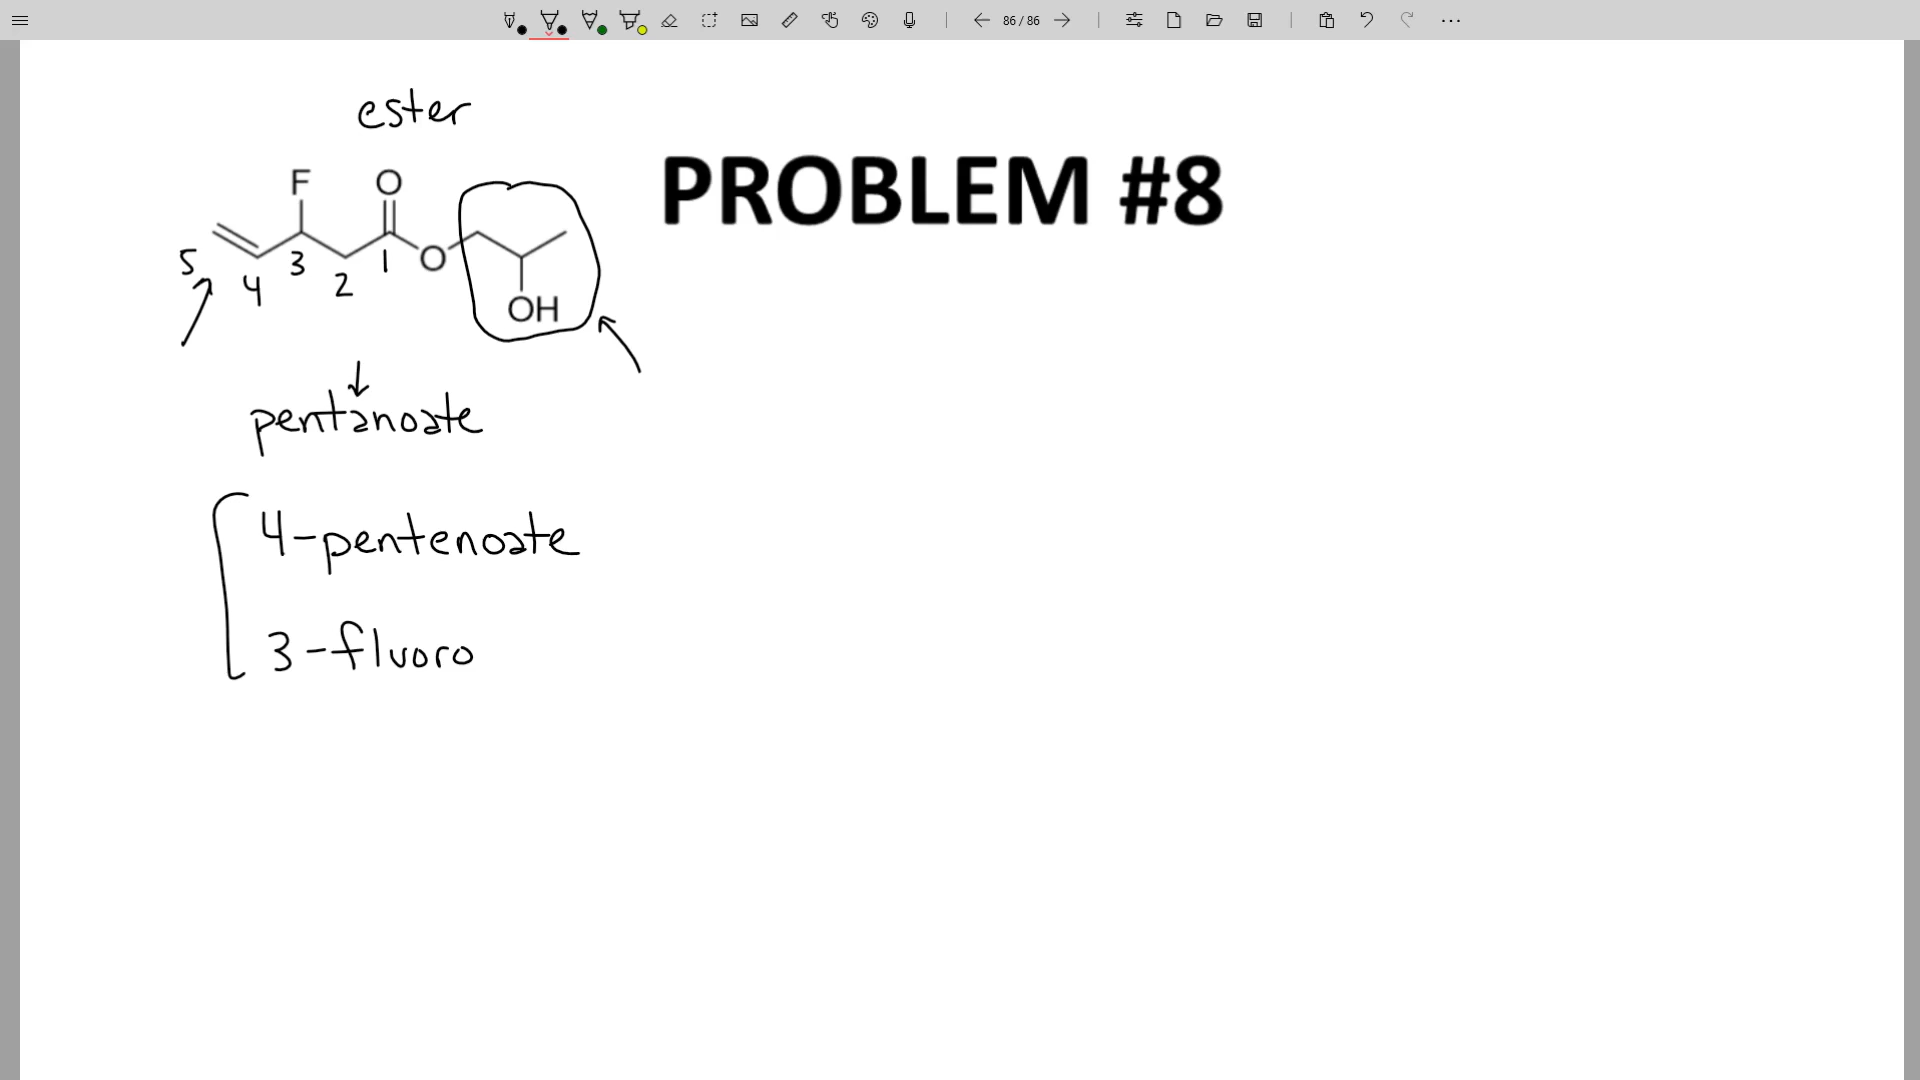 86 / 86
ester
PROBLEM #8
F
O
O
OH
5
4
3
2
1
pentanoate
4-pentenoate
3-fluoro